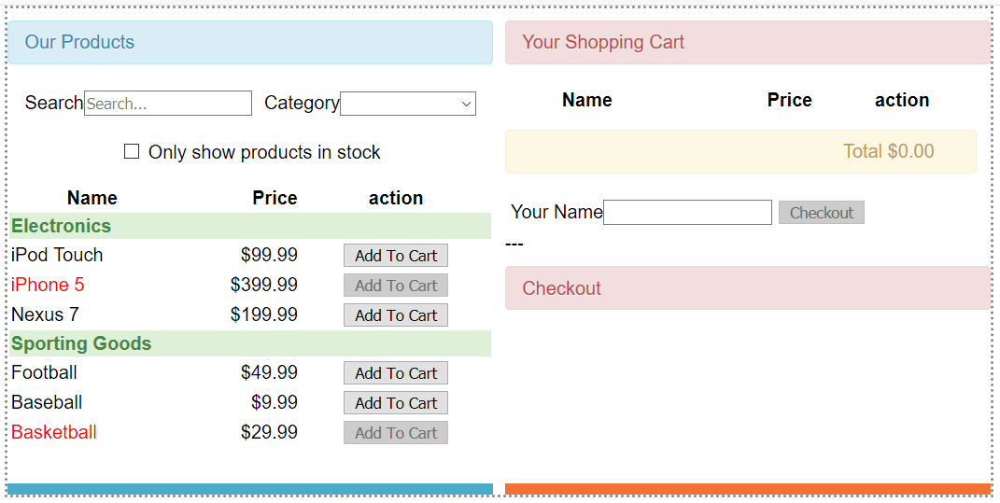 Our Products
Search Search... Category
Only show products in stock
Name Price action
Electronics
iPod Touch $99.99 Add To Cart
iPhone 5 $399.99 Add To Cart
Nexus 7 $199.99 Add To Cart
Sporting Goods
Football $49.99 Add To Cart
Baseball $9.99 Add To Cart
Basketball $29.99 Add To Cart
Your Shopping Cart
Name Price action
Total $0.00
Your Name Checkout
---
Checkout